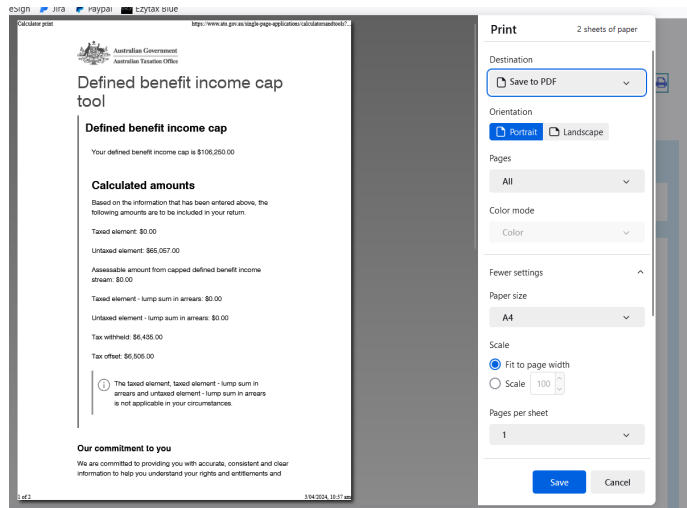 eSign Jira Paypal Ezytax Blue
Calculator print https://www.ato.gov.au/single-page-applications/calculatorsandtools?...
Australian Government
Australian Taxation Office
Defined benefit income cap
tool
Defined benefit income cap
Your defined benefit income cap is $106,250.00
Calculated amounts
Based on the information that has been entered above, the
following amounts are to be included in your return.
Taxed element: $0.00
Untaxed element: $65,057.00
Assessable amount from capped defined benefit income
stream: $0.00
Taxed element - lump sum in arrears: $0.00
Untaxed element - lump sum in arrears: $0.00
Tax withheld: $6,435.00
Tax offset: $6,505.00
The taxed element, taxed element - lump sum in
arrears and untaxed element - lump sum in arrears
is not applicable in your circumstances.
Our commitment to you
We are committed to providing you with accurate, consistent and clear
information to help you understand your rights and entitlements and
1 of 2 3/04/2024, 10:57 am
Print 2 sheets of paper
Destination
Save to PDF
Orientation
Portrait Landscape
Pages
All
Color mode
Color
Fewer settings
Paper size
A4
Scale
Fit to page width
Scale 100
Pages per sheet
1
Save Cancel